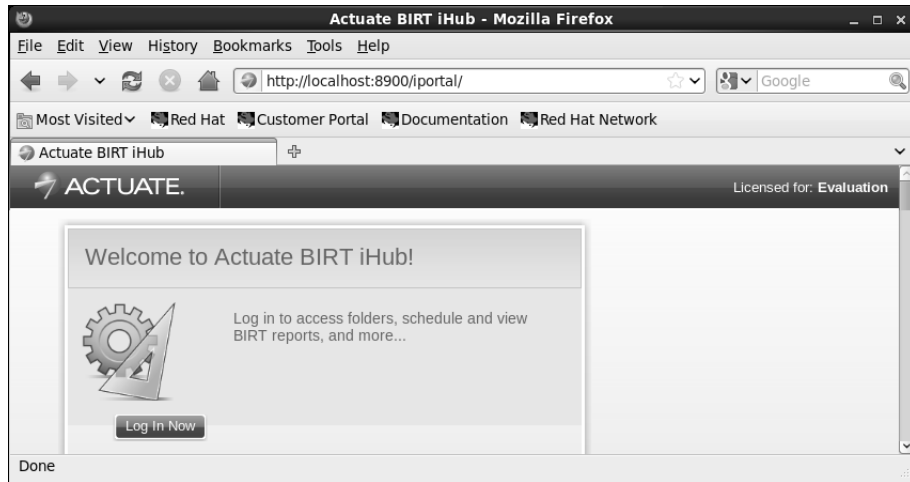 Actuate BIRT iHub - Mozilla Firefox
File Edit View History Bookmarks Tools Help
http://localhost:8900/iportal/ Google
Most Visited Red Hat Customer Portal Documentation Red Hat Network
Actuate BIRT iHub
ACTUATE. Licensed for: Evaluation
Welcome to Actuate BIRT iHub!
Log in to access folders, schedule and view
BIRT reports, and more...
Log In Now
Done